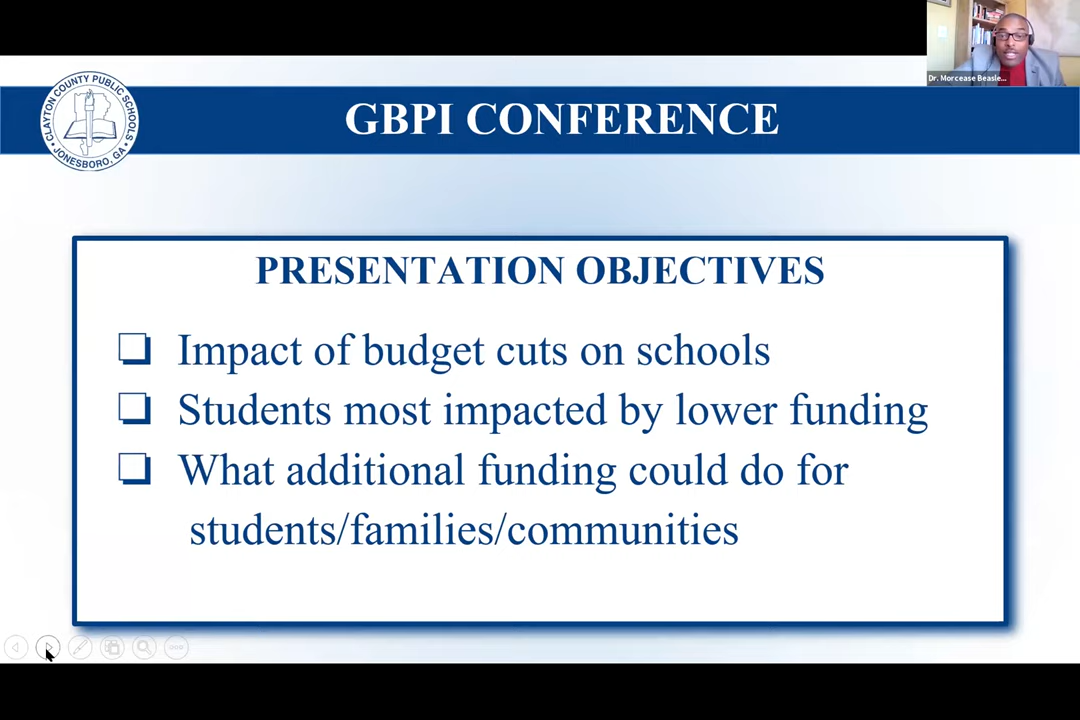 Dr. Morcease Beasle...
CLAYTON COUNTY PUBLIC SCHOOLS
• JONESBORO, GA •
GBPI CONFERENCE
PRESENTATION OBJECTIVES
❏ Impact of budget cuts on schools
❏ Students most impacted by lower funding
❏ What additional funding could do for
students/families/communities